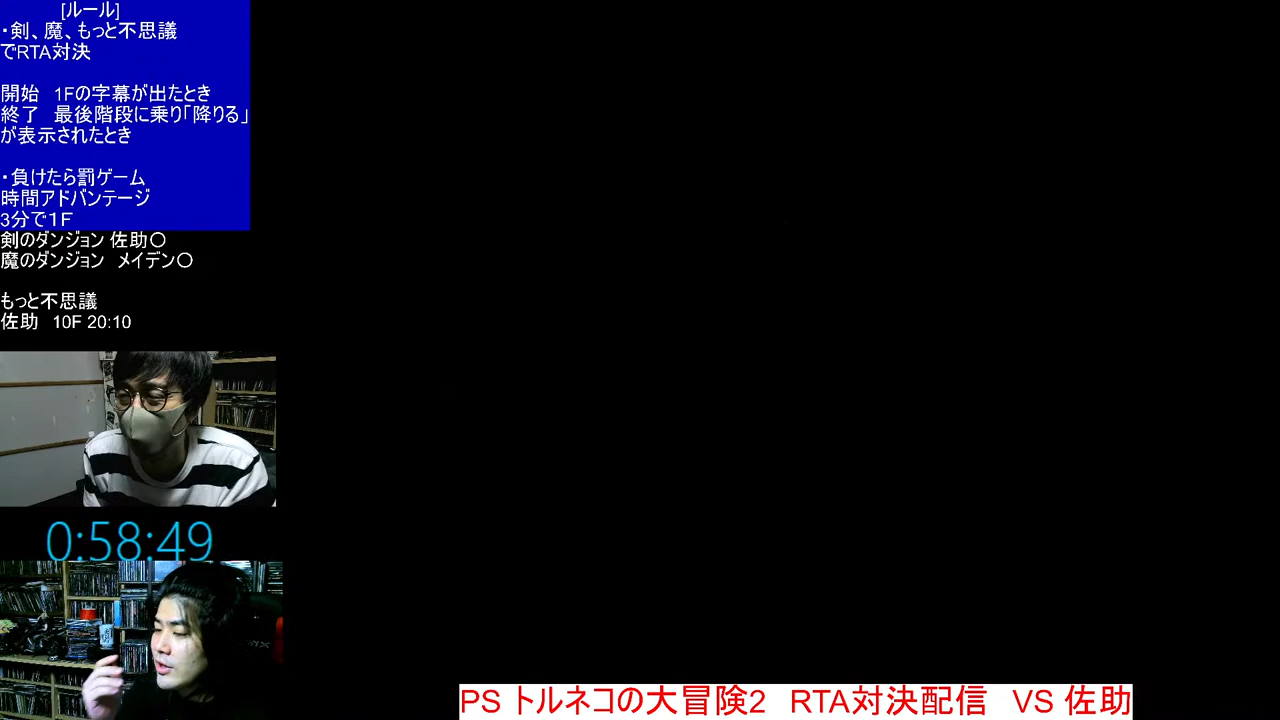 [ルール]
・剣、魔、もっと不思議
でRTA対決
開始　1Fの字幕が出たとき
終了　最後階段に乗り「降りる」
が表示されたとき
・負けたら罰ゲーム
時間アドバンテージ
3分で1F
剣のダンジョン 佐助〇
魔のダンジョン　メイデン〇
もっと不思議
佐助　10F 20:10
0:58:49
PS トルネコの大冒険2　RTA対決配信　VS 佐助